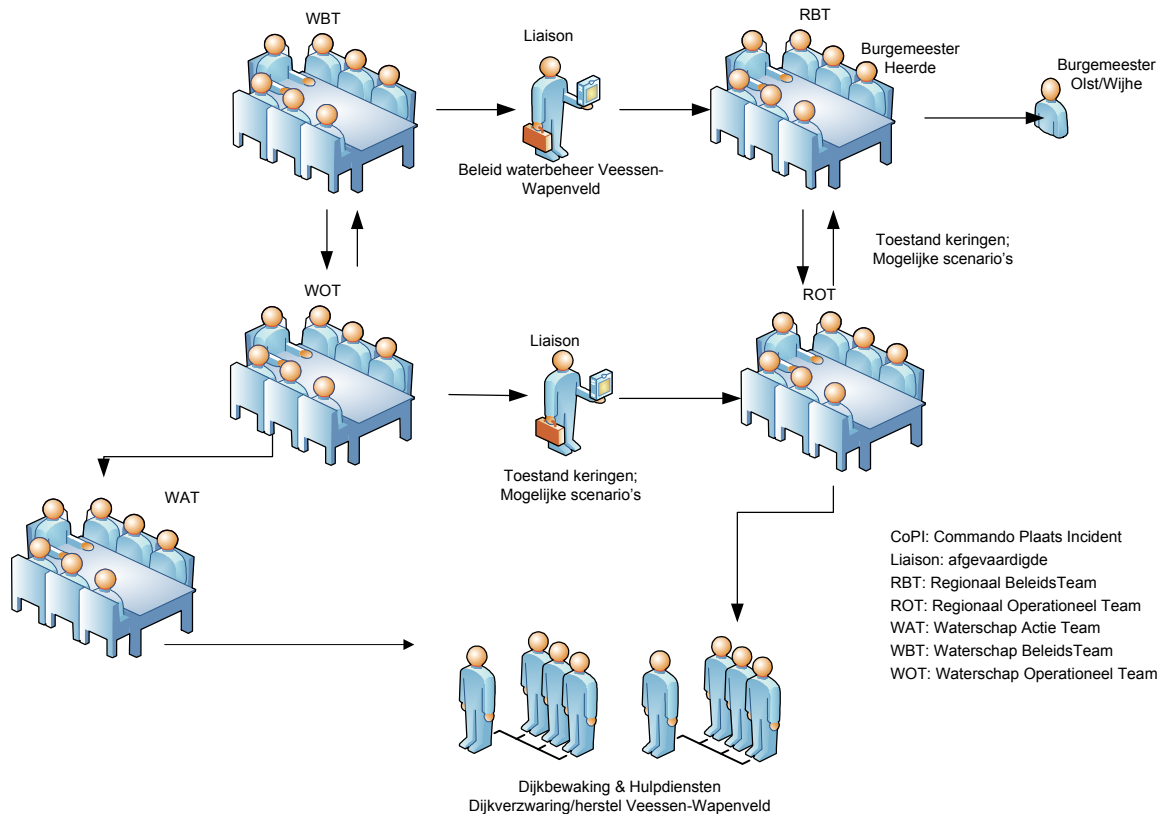 WBT
Liaison
RBT
Burgemeester
Heerde
Burgemeester
Olst/Wijhe
Beleid waterbeheer Veessen-
Wapenveld
Toestand keringen;
Mogelijke scenario's
WOT
ROT
Liaison
Toestand keringen;
Mogelijke scenario's
WAT
CoPI: Commando Plaats Incident
Liaison: afgevaardigde
RBT: Regionaal BeleidsTeam
ROT: Regionaal Operationeel Team
WAT: Waterschap Actie Team
WBT: Waterschap BeleidsTeam
WOT: Waterschap Operationeel Team
Dijkbewaking & Hulpdiensten
Dijkverzwaring/herstel Veessen-Wapenveld